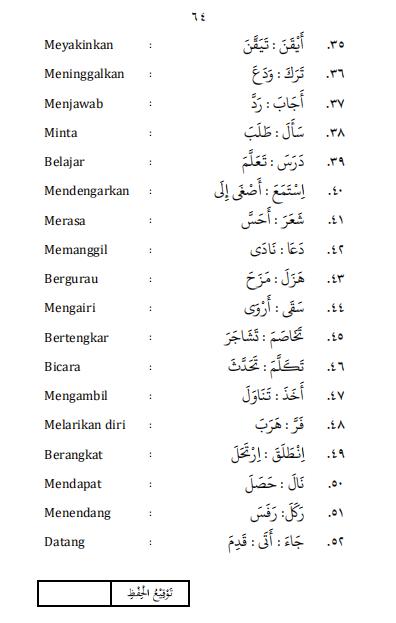 ٦٤
Meyakinkan : أَيْقَنَ : تَيَقَّنَ .٣٥
Meninggalkan : تَرَكَ : وَدَعَ .٣٦
Menjawab : أَجَابَ : رَدَّ .٣٧
Minta : سَأَلَ : طَلَبَ .٣٨
Belajar : دَرَسَ : تَعَلَّمَ .٣٩
Mendengarkan : اِسْتَمَعَ : أَصْغَى إِلَى .٤٠
Merasa : شَعَرَ : أَحَسَّ .٤١
Memanggil : دَعَا : نَادَى .٤٢
Bergurau : هَزَلَ : مَزَحَ .٤٣
Mengairi : سَقَى : أَرْوَى .٤٤
Bertengkar : تَخَاصَمَ : تَشَاجَرَ .٤٥
Bicara : تَكَلَّمَ : تَحَدَّثَ .٤٦
Mengambil : أَخَذَ : تَنَاوَلَ .٤٧
Melarikan diri : فَرَّ : هَرَبَ .٤٨
Berangkat : اِنْطَلَقَ : اِرْتَحَلَ .٤٩
Mendapat : نَالَ : حَصَلَ .٥٠
Menendang : رَكَلَ: رَفَسَ .٥١
Datang : جَاءَ : أَتَى : قَدِمَ .٥٢
تَوْقِيْعُ الْحِفْظِ